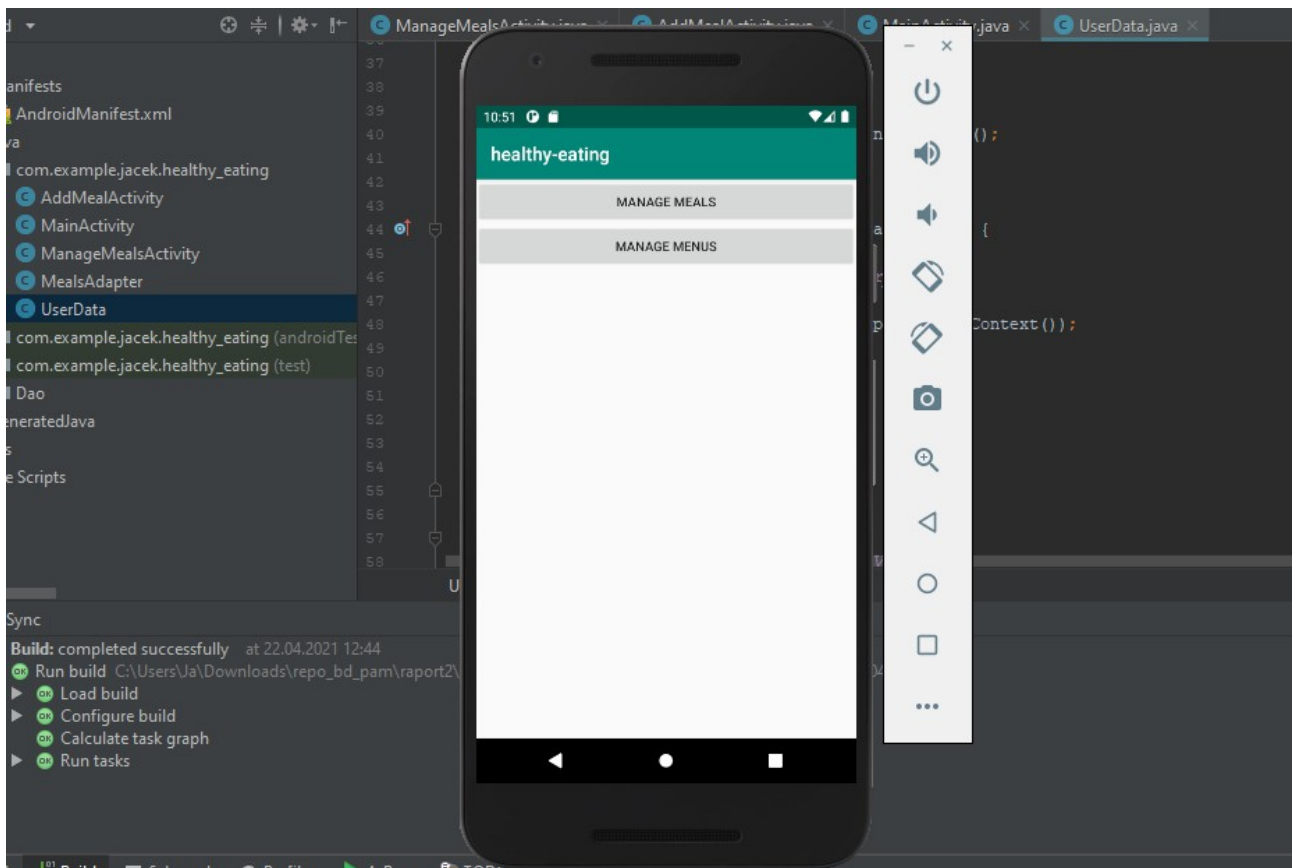 ManageMealsActivity.java
AddMealActivity.java
MainActivity.java
UserData.java
anifests
AndroidManifest.xml
va
com.example.jacek.healthy_eating
AddMealActivity
MainActivity
ManageMealsActivity
MealsAdapter
UserData
com.example.jacek.healthy_eating (androidTes
com.example.jacek.healthy_eating (test)
Dao
eneratedJava
s
e Scripts
37
38
39
40
41
42
43
44
45
46
47
48
49
50
51
52
53
54
55
56
57
58
10:51
healthy-eating
MANAGE MEALS
MANAGE MENUS
();
{
Context());
U
Sync
Build: completed successfully at 22.04.2021 12:44
Run build C:\Users\Ja\Downloads\repo_bd_pam\raport2\
Load build
Configure build
Calculate task graph
Run tasks